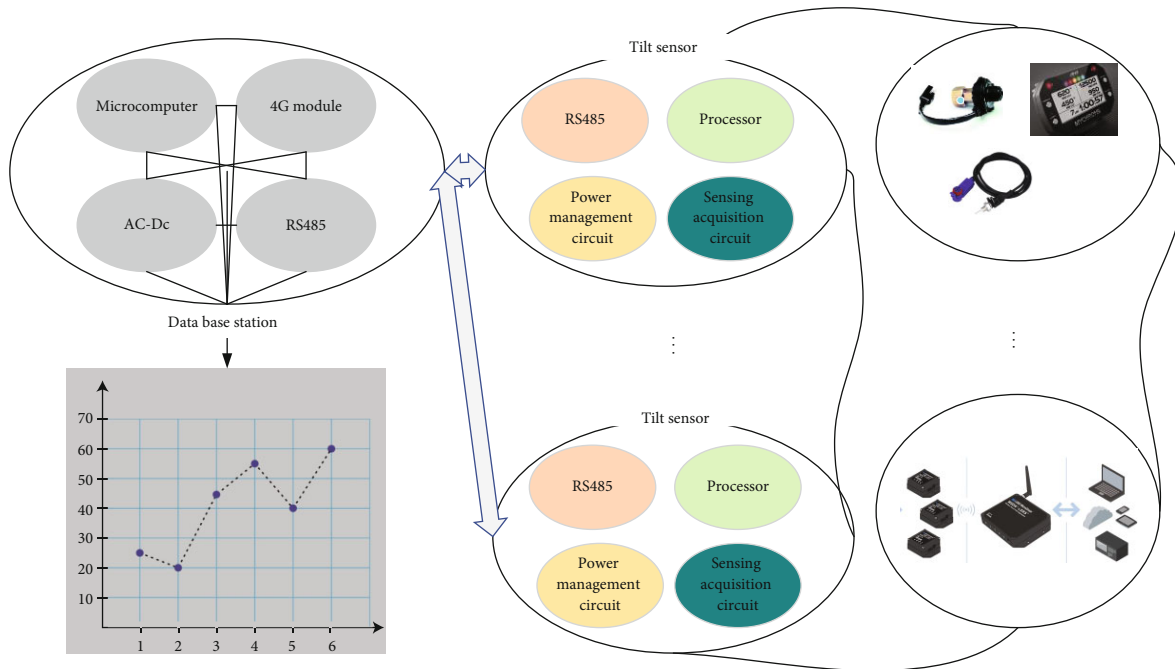 Microcomputer
4G module
AC-Dc
RS485
Data base station
70
60
50
40
30
20
10
1 2 3 4 5 6
Tilt sensor
RS485
Processor
Power
management
circuit
Sensing
acquisition
circuit
Tilt sensor
RS485
Processor
Power
management
circuit
Sensing
acquisition
circuit